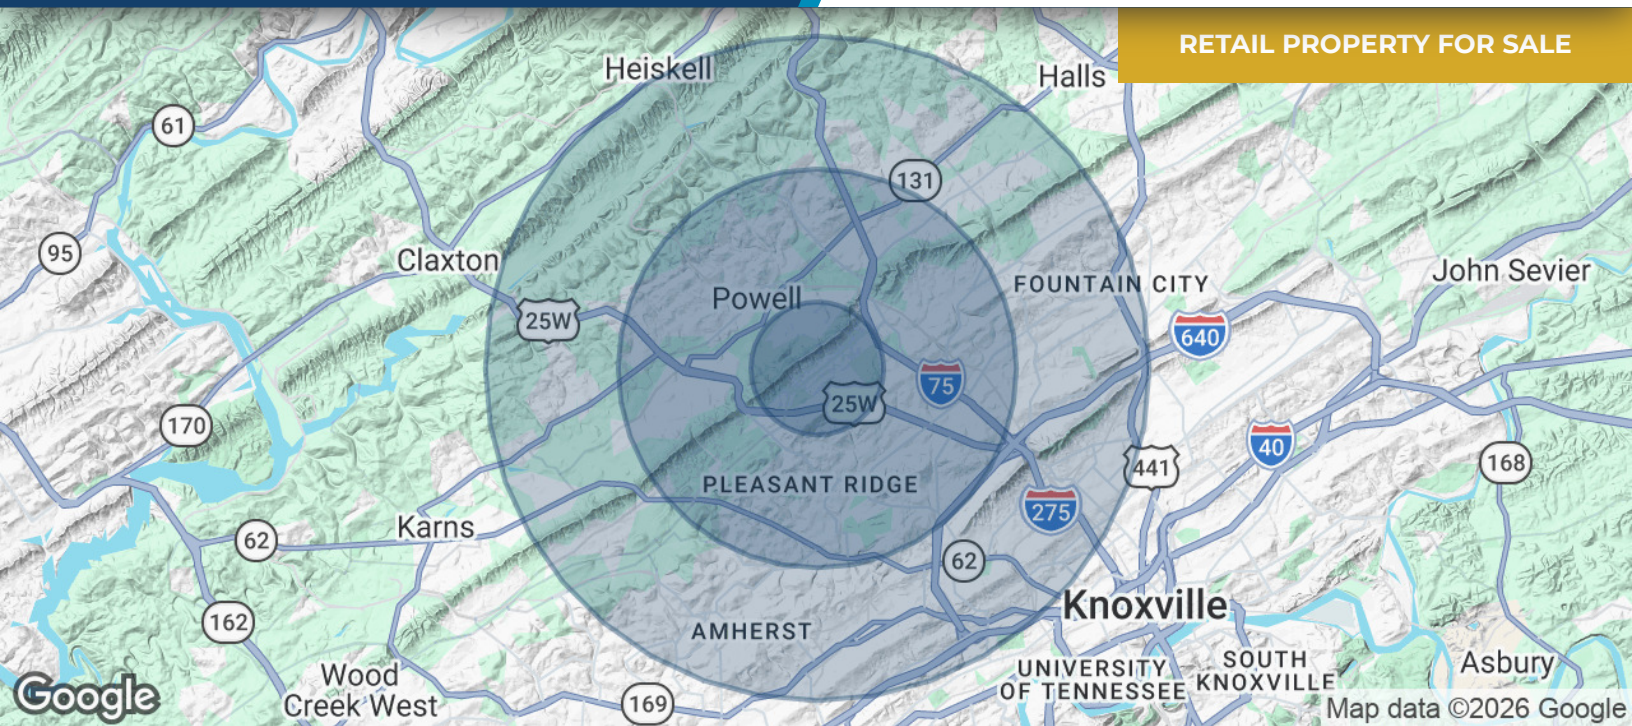 RETAIL PROPERTY FOR SALE
Heiskell
Halls
61
131
95
Claxton
John Sevier
FOUNTAIN CITY
Powell
25W
640
75
25W
170
40
441
168
PLEASANT RIDGE
275
Karns
62
62
Knoxville
162
AMHERST
Wood
Creek West
UNIVERSITY
OF TENNESSEE
SOUTH
KNOXVILLE
Asbury
169
Google
Map data ©2026 Google